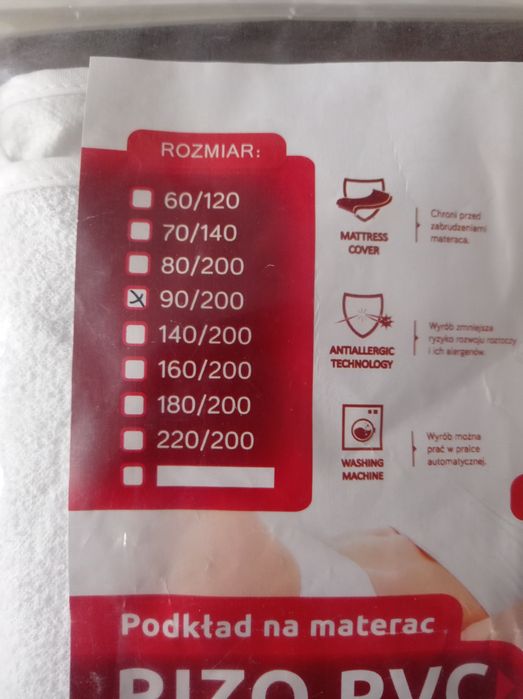 ROZMIAR:
60/120
70/140
80/200
90/200
140/200
160/200
180/200
220/200
MATTRESS
COVER
Chroni przed
zabrudzeniami
materaca.
ANTIALLERGIC
TECHNOLOGY
Wyrób zmniejsza
ryzyko rozwoju roztoczy
i ich alergenów.
WASHING
MACHINE
Wyrób można
prać w pralce
automatycznej.
Podkład na materac
RIZO PVC